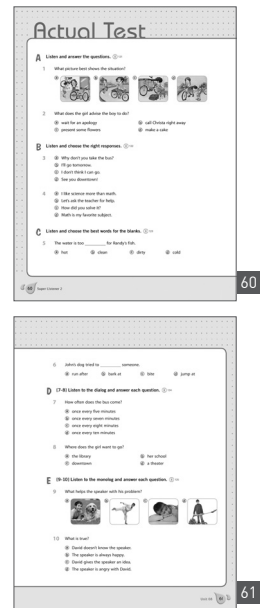 Actual Test
A Listen and answer the questions.
1 What picture best shows the situation?
2 What does the girl advise the boy to do?
ⓐ wait for an apology ⓑ call Christa right away
ⓒ present some flowers ⓓ make a cake
B Listen and choose the right responses.
3 ⓐ Why don't you take the bus?
ⓑ I'll go tomorrow.
ⓒ I don't think I can.
ⓓ See you downtown!
4 ⓐ I like science more than math.
ⓑ Let's ask the teacher for help.
ⓒ How did you solve it?
ⓓ Math is my favorite subject.
C Listen and choose the best words for the blanks.
5 The water is too ________ for Randy's fish.
ⓐ hot ⓑ clean ⓒ dirty ⓓ cold
60 Super Listener 3
60
6 John's dog tried to ________ someone.
ⓐ run after ⓑ bark at ⓒ bite ⓓ jump at
D [7-8] Listen to the dialog and answer each question.
7 How often does the bus come?
ⓐ once every five minutes
ⓑ once every seven minutes
ⓒ once every eight minutes
ⓓ once every ten minutes
8 Where does the girl want to go?
ⓐ the library ⓑ her school
ⓒ downtown ⓓ a theater
E [9-10] Listen to the monolog and answer each question.
9 What helps the speaker with his problem?
10 What is true?
ⓐ David doesn't know the speaker.
ⓑ The speaker is always happy.
ⓒ David gives the speaker an idea.
ⓓ The speaker is angry with David.
61
61